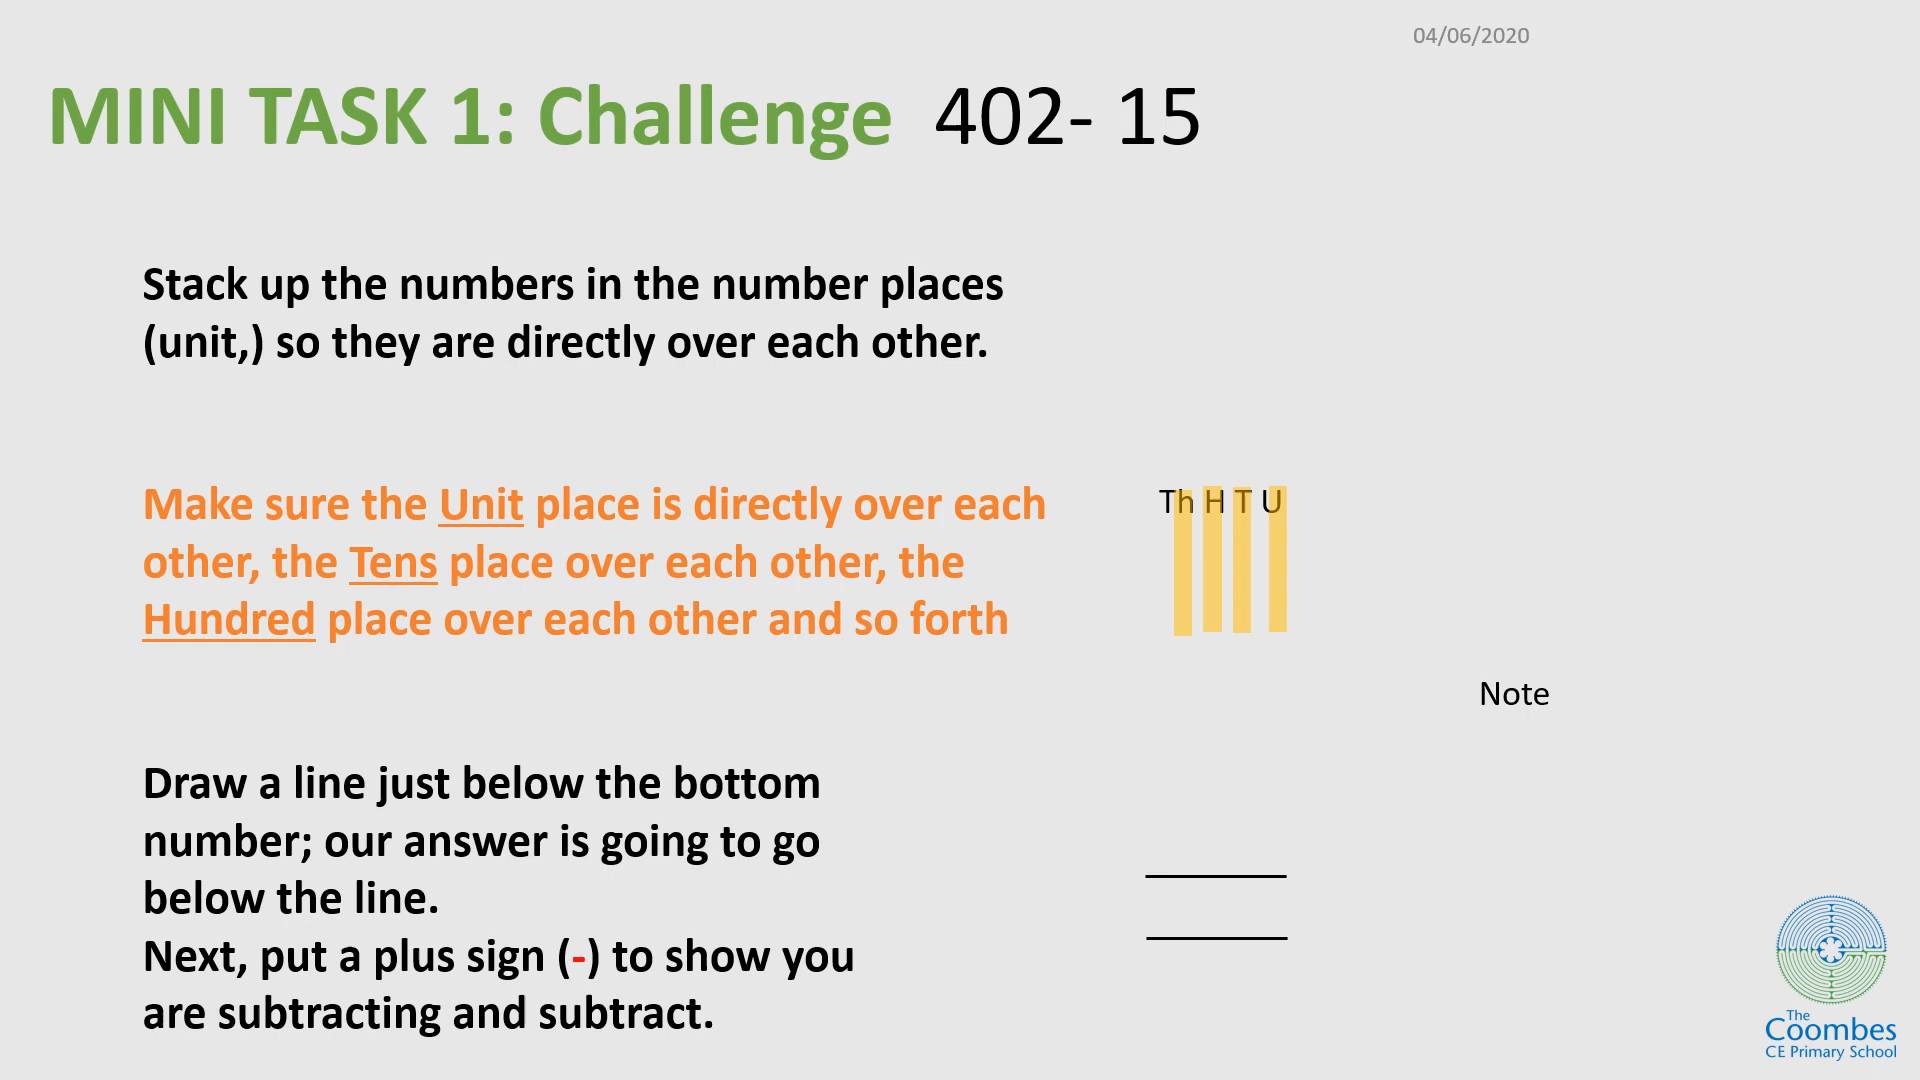 04/06/2020
MINI TASK 1: Challenge 402- 15
Stack up the numbers in the number places
(unit,) so they are directly over each other.
Make sure the Unit place is directly over each
other, the Tens place over each other, the
Hundred place over each other and so forth
Th H T U
Note
Draw a line just below the bottom
number; our answer is going to go
below the line.
Next, put a plus sign (-) to show you
are subtracting and subtract.
The
Coombes
CE Primary School